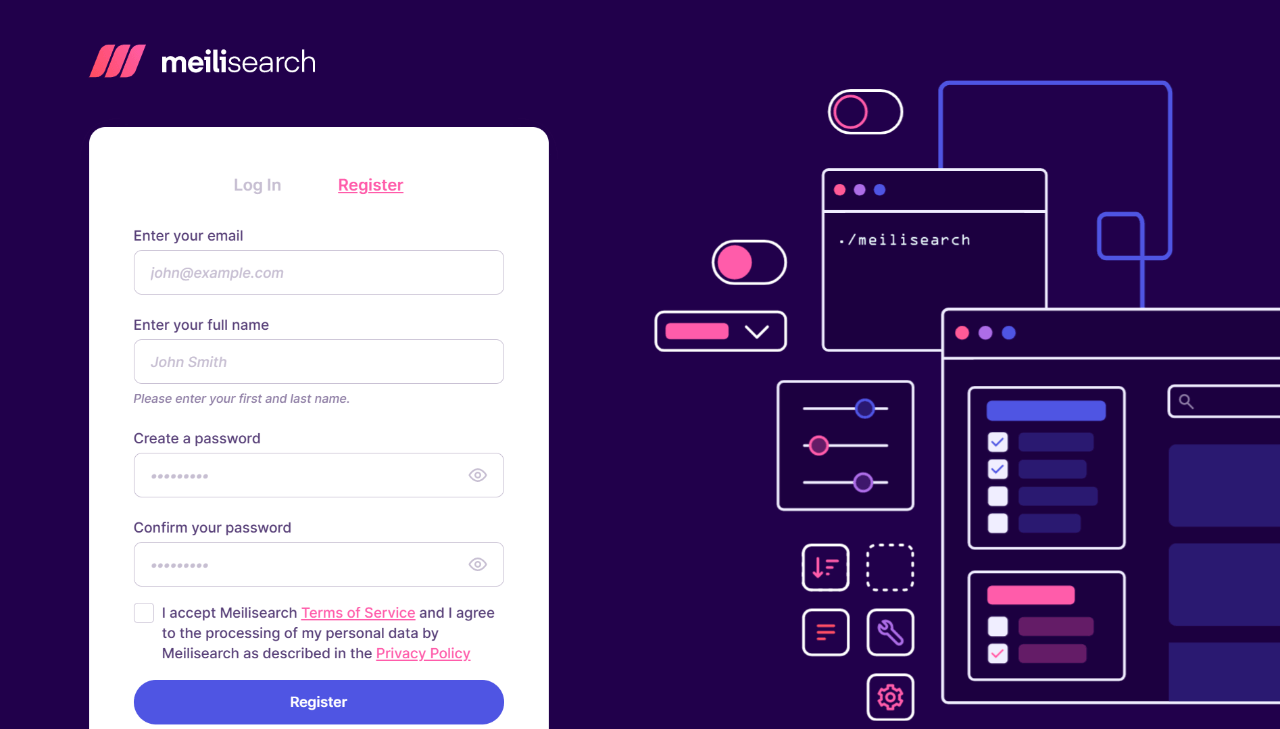 meilisearch
Log In Register
Enter your email
john@example.com
Enter your full name
John Smith
Please enter your first and last name.
Create a password
Confirm your password
I accept Meilisearch Terms of Service and I agree
to the processing of my personal data by
Meilisearch as described in the Privacy Policy
Register
./meilisearch